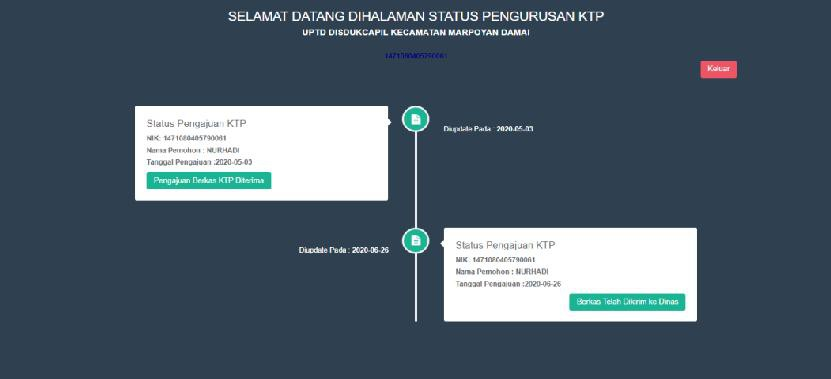 SELAMAT DATANG DIHALAMAN STATUS PENGURUSAN KTP
UPTD DISDUKCAPIL KECAMATAN MARPOYAN DAMAI
1471080405790061
Keluar
Status Pengajuan KTP
NIK: 1471080405790061
Nama Pemohon : NURHADI
Tanggal Pengajuan :2020-05-03
Pengajuan Berkas KTP Diterima
Diupdate Pada : 2020-05-03
Diupdate Pada : 2020-06-26
Status Pengajuan KTP
NIK: 1471080405790061
Nama Pemohon : NURHADI
Tanggal Pengajuan :2020-06-26
Berkas Telah Dikrim ke Dinas